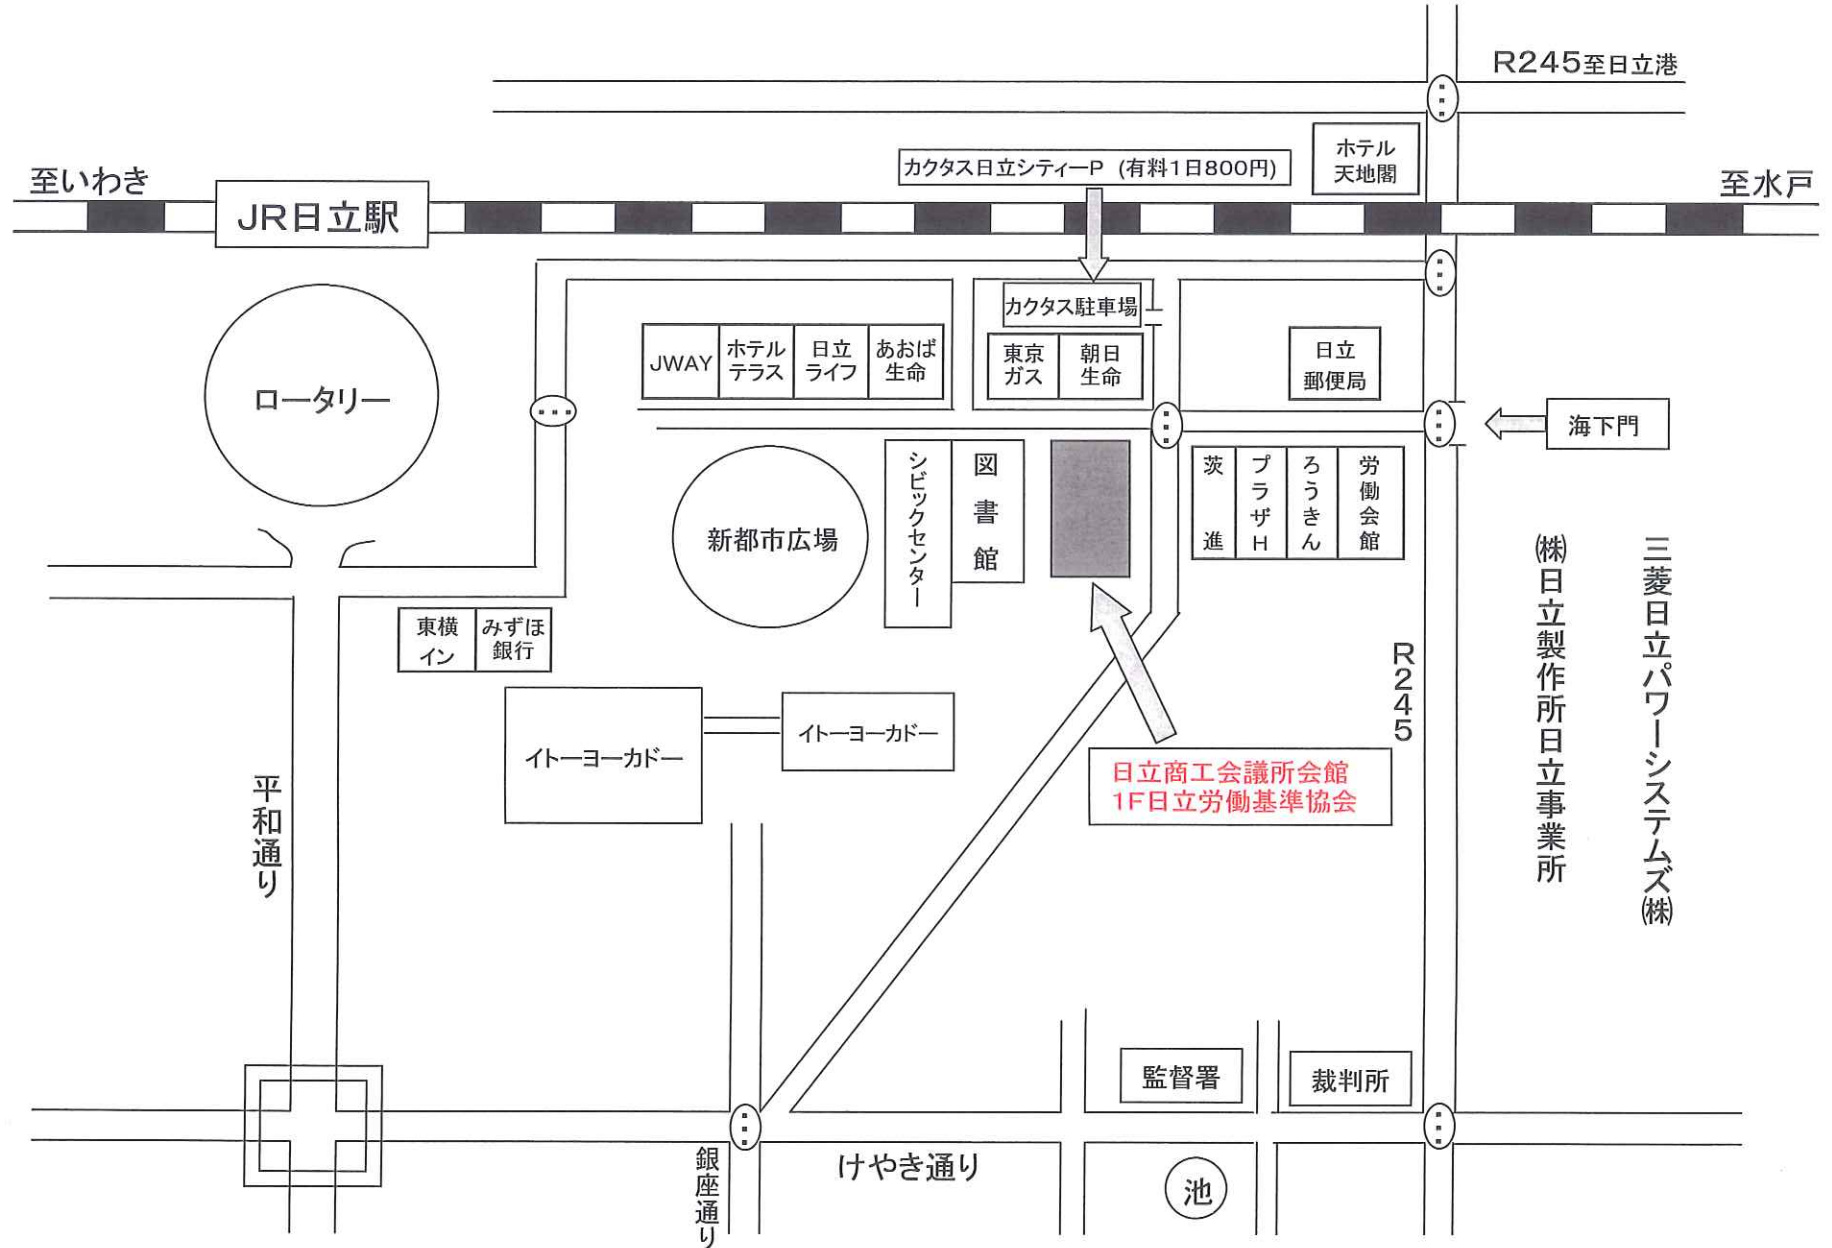 R245至日立港
ホテル
天地閣
カクタス日立シティーP (有料1日800円)
至いわき
至水戸
JR日立駅
カクタス駐車場
JWAY
ホテル
テラス
日立
ライフ
あおば
生命
東京
ガス
朝日
生命
日立
郵便局
ロータリー
海下門
新都市広場
シビックセンター
図書館
茨進
プラザH
ろうきん
労働会館
東横
イン
みずほ
銀行
R245
㈱日立製作所日立事業所
三菱日立パワーシステムズ㈱
イトーヨーカドー
イトーヨーカドー
日立商工会議所会館
1F日立労働基準協会
平和通り
監督署
裁判所
銀座通り
けやき通り
池